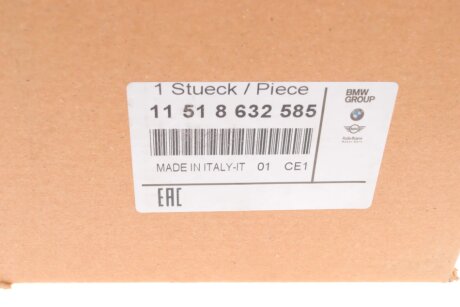 1 Stueck / Piece
11 51 8 632 585
MADE IN ITALY-IT 01 CE1
EAC
BMW
GROUP